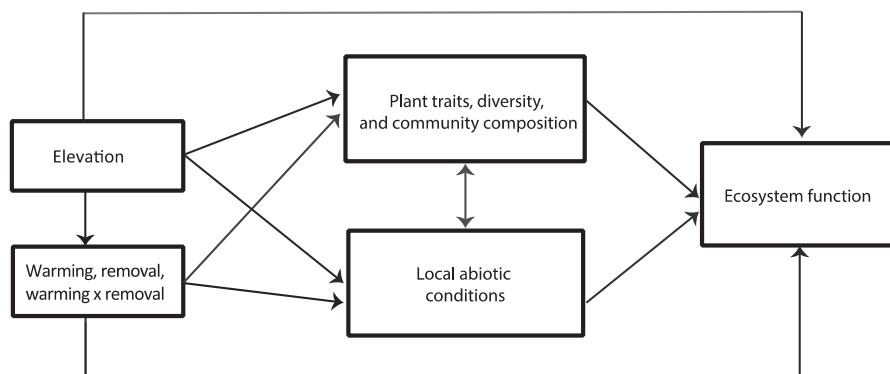 Plant traits, diversity,
and community composition
Elevation
Ecosystem function
Warming, removal,
warming x removal
Local abiotic
conditions